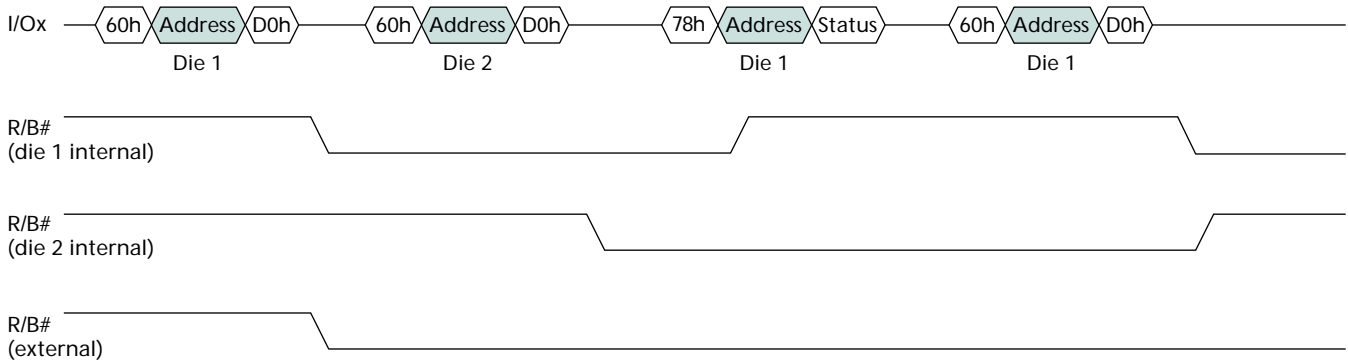 I/Ox 60h Address D0h 60h Address D0h 78h Address Status 60h Address D0h
Die 1 Die 2 Die 1 Die 1
R/B#
(die 1 internal)
R/B#
(die 2 internal)
R/B#
(external)